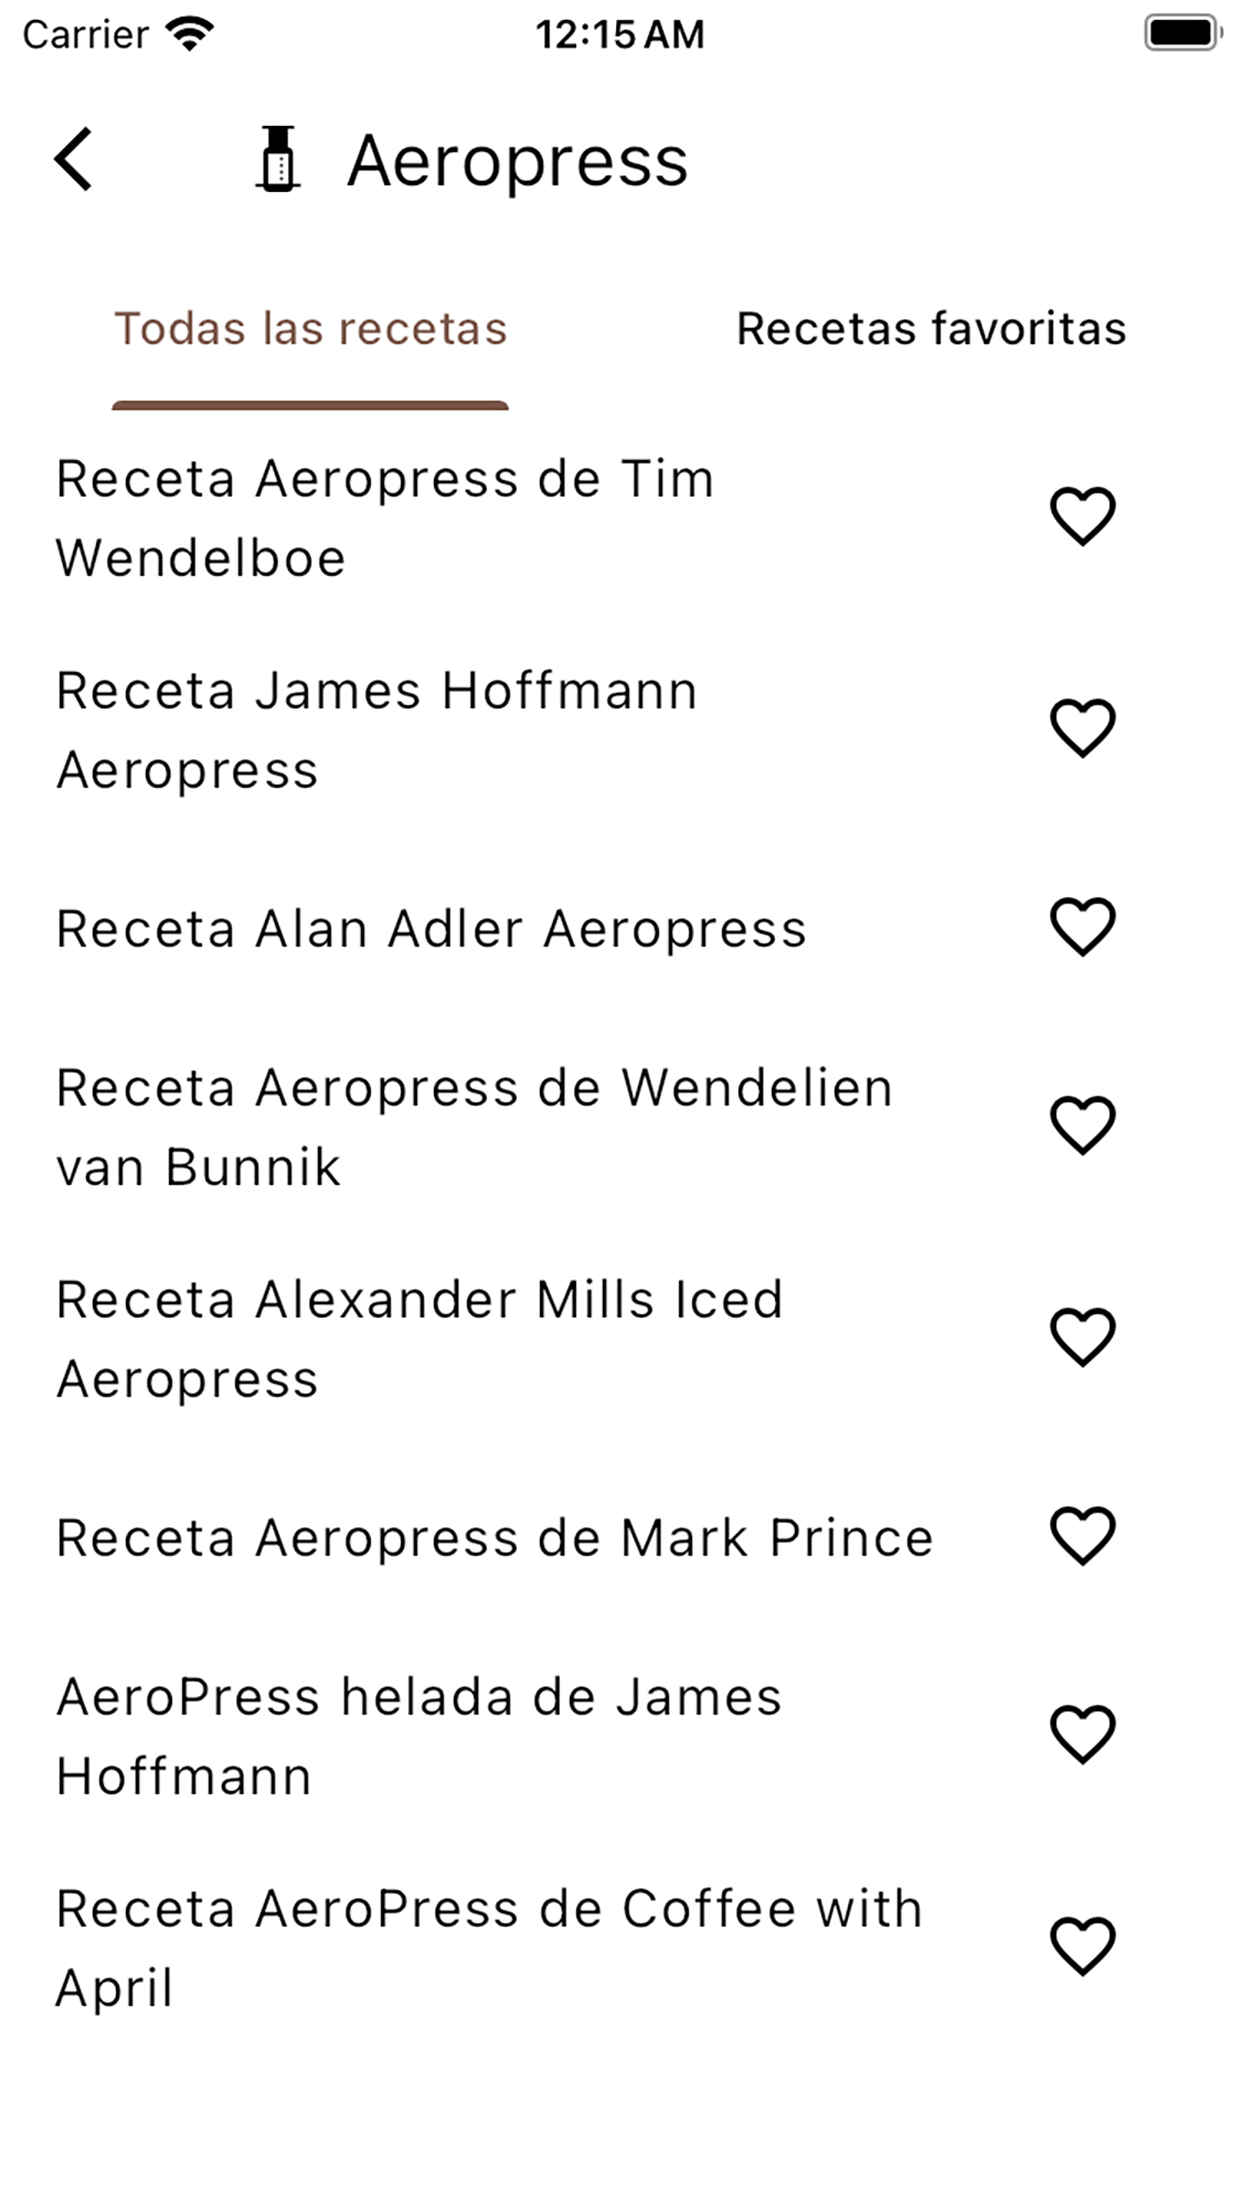 Carrier 12:15 AM
Aeropress
Todas las recetas Recetas favoritas
Receta Aeropress de Tim
Wendelboe
Receta James Hoffmann
Aeropress
Receta Alan Adler Aeropress
Receta Aeropress de Wendelien
van Bunnik
Receta Alexander Mills Iced
Aeropress
Receta Aeropress de Mark Prince
AeroPress helada de James
Hoffmann
Receta AeroPress de Coffee with
April